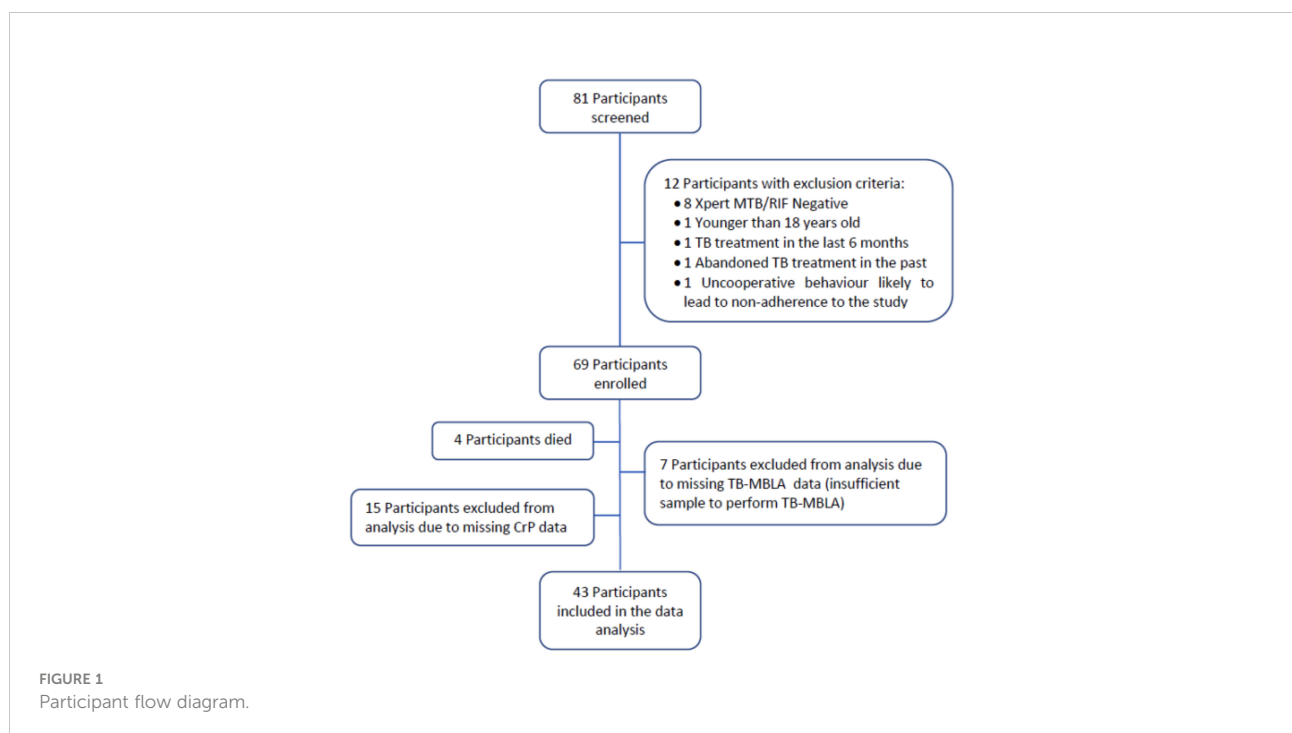 81 Participants
screened
12 Participants with exclusion criteria:
• 8 Xpert MTB/RIF Negative
• 1 Younger than 18 years old
• 1 TB treatment in the last 6 months
• 1 Abandoned TB treatment in the past
• 1 Uncooperative behaviour likely to
lead to non-adherence to the study
69 Participants
enrolled
4 Participants died
7 Participants excluded from analysis due
to missing TB-MBLA data (insufficient
sample to perform TB-MBLA)
15 Participants excluded from
analysis due to missing CrP data
43 Participants
included in the data
analysis
FIGURE 1
Participant flow diagram.